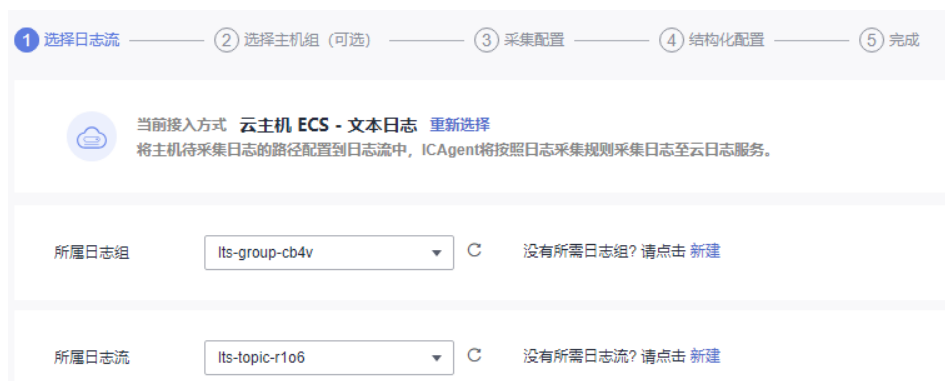 1 选择日志流 2 选择主机组（可选） 3 采集配置 4 结构化配置 5 完成
当前接入方式 云主机 ECS - 文本日志 重新选择
将主机待采集日志的路径配置到日志流中，ICAgent将按照日志采集规则采集日志至云日志服务。
所属日志组 lts-group-cb4v 没有所需日志组? 请点击 新建
所属日志流 lts-topic-r1o6 没有所需日志流? 请点击 新建